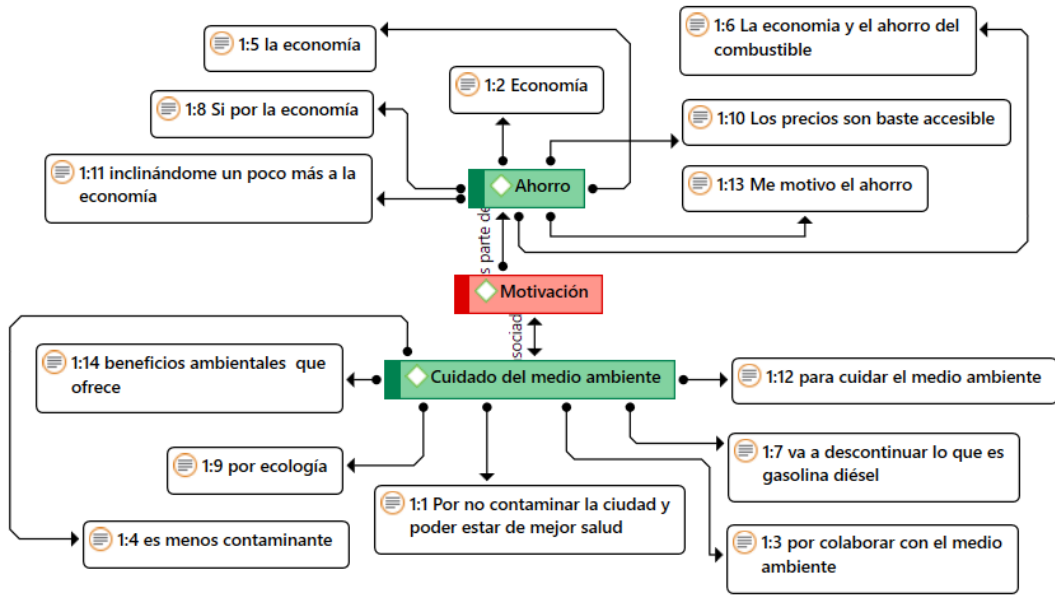 1:5 la economía
1:6 La economia y el ahorro del
combustible
1:2 Economía
1:8 Si por la economía
1:10 Los precios son baste accesible
1:11 inclinándome un poco más a la
economía
Ahorro
1:13 Me motivo el ahorro
s parte de
Motivación
sociad
1:14 beneficios ambientales que
ofrece
Cuidado del medio ambiente
1:12 para cuidar el medio ambiente
1:9 por ecología
1:7 va a descontinuar lo que es
gasolina diésel
1:1 Por no contaminar la ciudad y
poder estar de mejor salud
1:4 es menos contaminante
1:3 por colaborar con el medio
ambiente